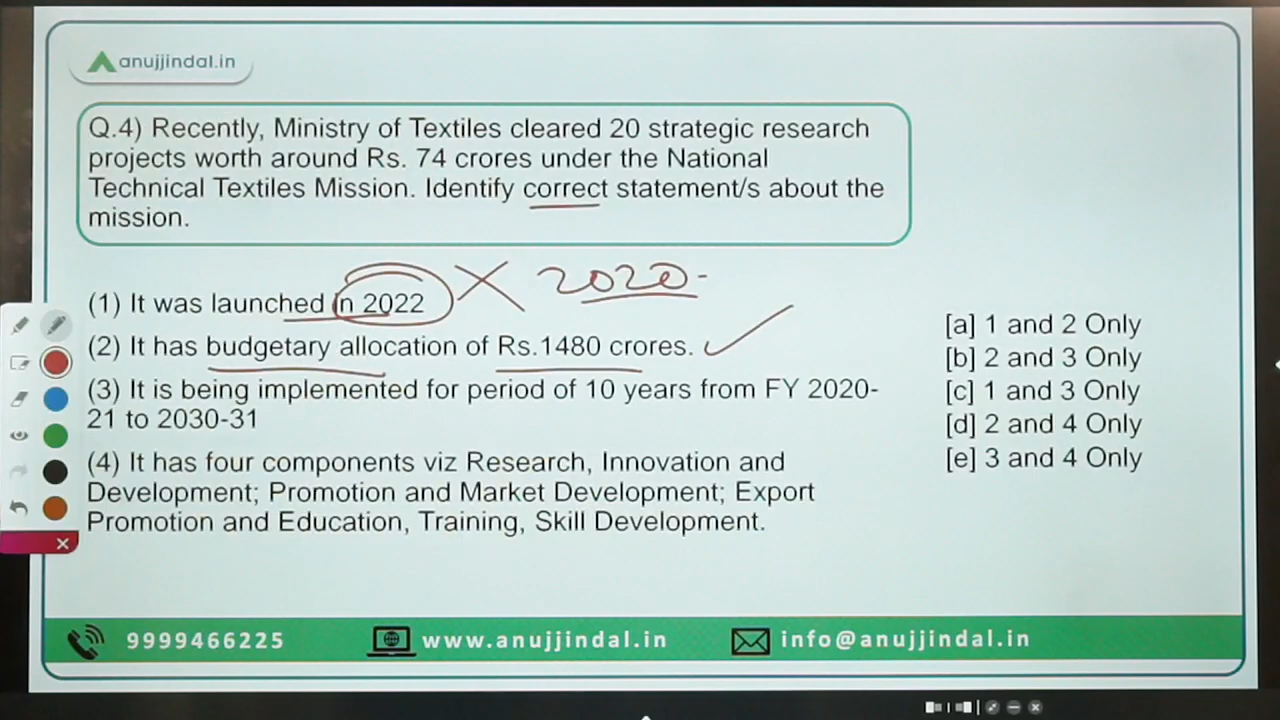 anujjindal.in
Q.4) Recently, Ministry of Textiles cleared 20 strategic research
projects worth around Rs. 74 crores under the National
Technical Textiles Mission. Identify correct statement/s about the
mission.
(1) It was launched in 2022 X 2020
(2) It has budgetary allocation of Rs.1480 crores.
(3) It is being implemented for period of 10 years from FY 2020-
21 to 2030-31
(4) It has four components viz Research, Innovation and
Development; Promotion and Market Development; Export
Promotion and Education, Training, Skill Development.
[a] 1 and 2 Only
[b] 2 and 3 Only
[c] 1 and 3 Only
[d] 2 and 4 Only
[e] 3 and 4 Only
9999466225
www.anujjindal.in
info@anujjindal.in